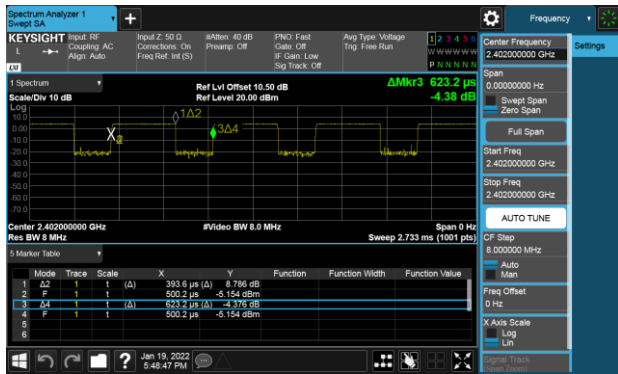 Spectrum Analyzer 1
Swept SA
+
Frequency
KEYSIGHT
L
LXI
Input: RF
Coupling: AC
Align: Auto
Input Z: 50 Ω
Corrections: On
Freq Ref: Int (S)
#Atten: 40 dB
Preamp: Off
PNO: Fast
Gate: Off
IF Gain: Low
Sig Track: Off
Avg Type: Voltage
Trig: Free Run
1 2 3 4 5 6
W W W W W W
P N N N N N
1 Spectrum
Scale/Div 10 dB
Ref Lvl Offset 10.50 dB
Ref Level 20.00 dBm
ΔMkr3 623.2 µs
-4.38 dB
Log
10.0
0.00
-10.0
-20.0
-30.0
-40.0
-50.0
-60.0
-70.0
1Δ2
3Δ4
X
2
Center 2.402000000 GHz
Res BW 8 MHz
#Video BW 8.0 MHz
Span 0 Hz
Sweep 2.733 ms (1001 pts)
5 Marker Table
Mode Trace Scale X Y Function Function Width Function Value
1 Δ2 1 t (Δ) 393.6 µs (Δ) 8.786 dB
2 F 1 t 500.2 µs -5.154 dBm
3 Δ4 1 t (Δ) 623.2 µs (Δ) -4.376 dB
4 F 1 t 500.2 µs -5.154 dBm
5
6
?
Jan 19, 2022
5:48:47 PM
Settings
Center Frequency
2.402000000 GHz
Span
0.00000000 Hz
Swept Span
Zero Span
Full Span
Start Freq
2.402000000 GHz
Stop Freq
2.402000000 GHz
AUTO TUNE
CF Step
8.000000 MHz
Auto
Man
Freq Offset
0 Hz
X Axis Scale
Log
Lin
Signal Track
(Span Zoom)